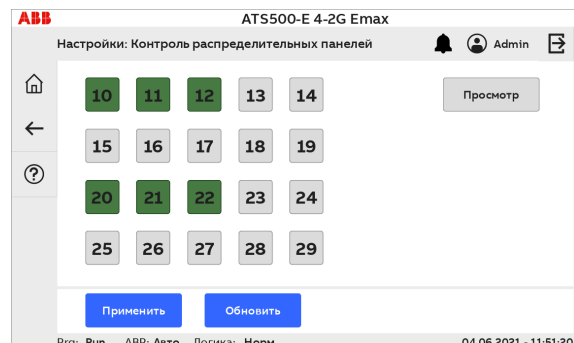 ABB ATS500-E 4-2G Emax
Настройки: Контроль распределительных панелей Admin
10 11 12 13 14 Просмотр
15 16 17 18 19
20 21 22 23 24
25 26 27 28 29
Применить Обновить
Prg: Run АВР: Авто Логика: Норм 04.06.2021 - 11:51:20